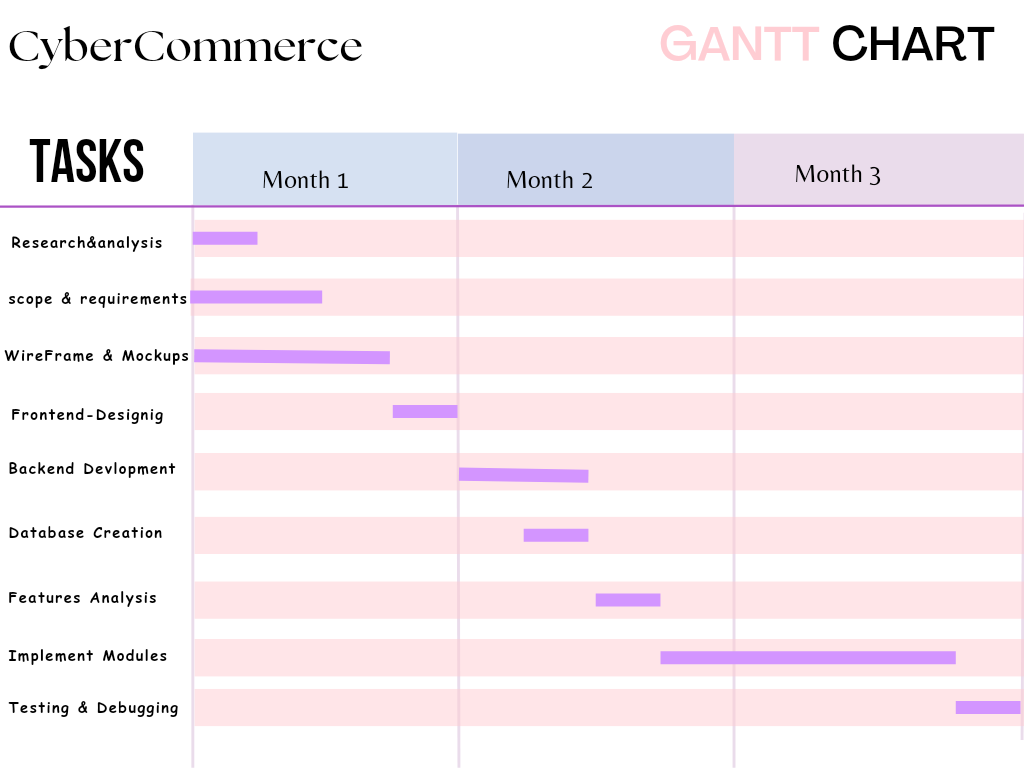 CyberCommerce
GANTT CHART
TASKS
Month 1
Month 2
Month 3
Research&analysis
scope & requirements
WireFrame & Mockups
Frontend-Designig
Backend Devlopment
Database Creation
Features Analysis
Implement Modules
Testing & Debugging